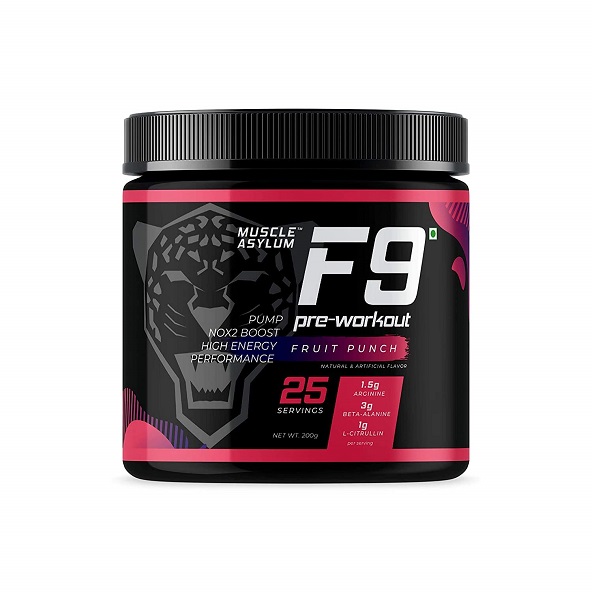 MUSCLE™
ASYLUM
F9
pre-workout
PUMP
NOX2 BOOST
HIGH ENERGY
PERFORMANCE
FRUIT PUNCH
NATURAL & ARTIFICIAL FLAVOR
25
SERVINGS
NET WT. 200g
1.5g
ARGININE
3g
BETA-ALANINE
1g
L-CITRULLIN
per serving